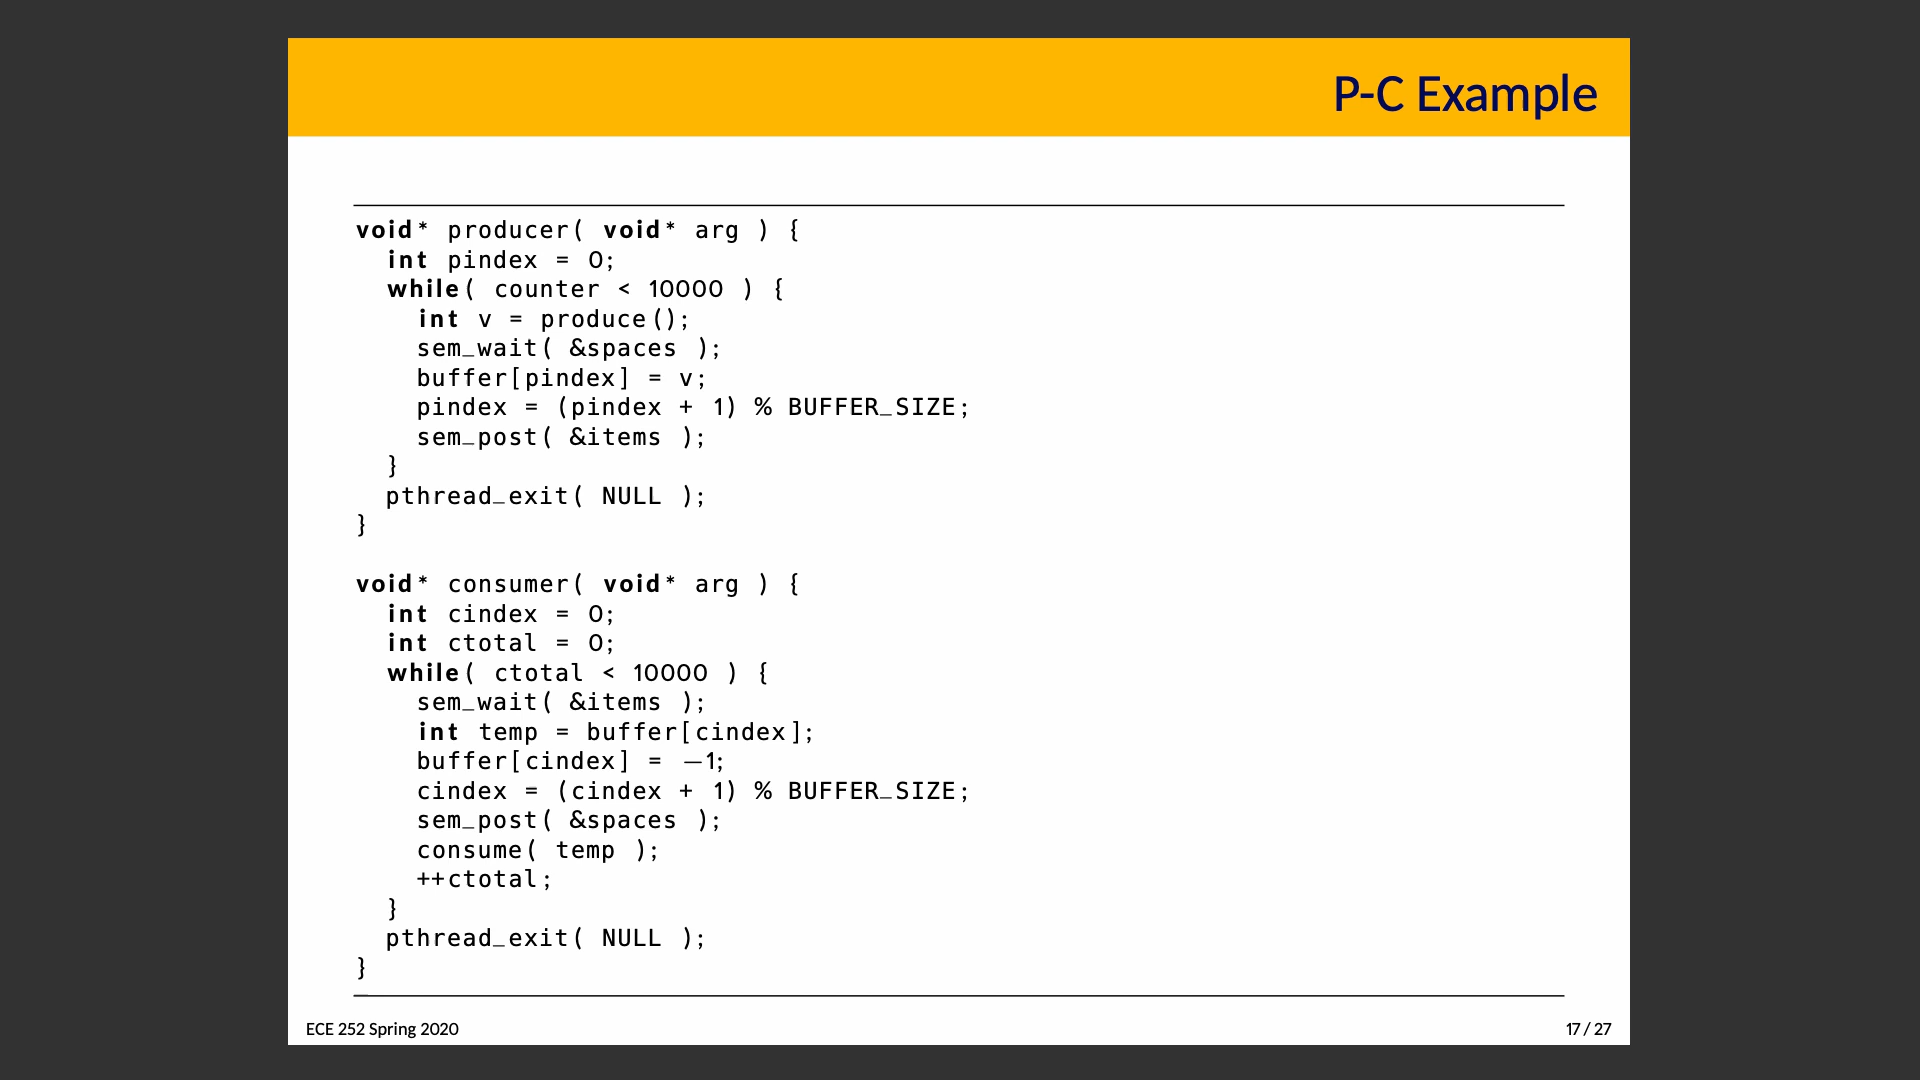 P-C Example
void* producer( void* arg ) {
  int pindex = 0;
  while( counter < 10000 ) {
    int v = produce();
    sem_wait( &spaces );
    buffer[pindex] = v;
    pindex = (pindex + 1) % BUFFER_SIZE;
    sem_post( &items );
  }
  pthread_exit( NULL );
}

void* consumer( void* arg ) {
  int cindex = 0;
  int ctotal = 0;
  while( ctotal < 10000 ) {
    sem_wait( &items );
    int temp = buffer[cindex];
    buffer[cindex] = −1;
    cindex = (cindex + 1) % BUFFER_SIZE;
    sem_post( &spaces );
    consume( temp );
    ++ctotal;
  }
  pthread_exit( NULL );
}
ECE 252 Spring 2020
17 / 27